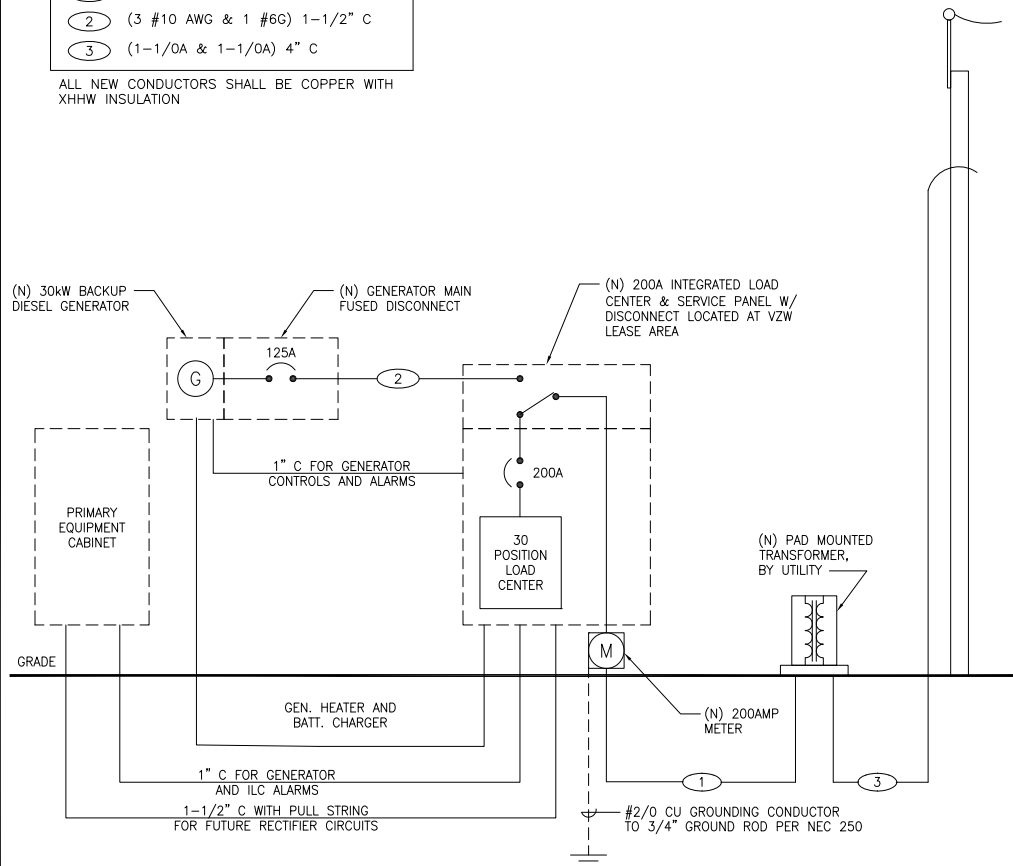 2 (3 #10 AWG & 1 #6G) 1-1/2" C
3 (1-1/0A & 1-1/0A) 4" C
ALL NEW CONDUCTORS SHALL BE COPPER WITH
XHHW INSULATION
(N) 30kW BACKUP
DIESEL GENERATOR
(N) GENERATOR MAIN
FUSED DISCONNECT
(N) 200A INTEGRATED LOAD
CENTER & SERVICE PANEL W/
DISCONNECT LOCATED AT VZW
LEASE AREA
125A
G
2
1" C FOR GENERATOR
CONTROLS AND ALARMS
200A
PRIMARY
EQUIPMENT
CABINET
30
POSITION
LOAD
CENTER
(N) PAD MOUNTED
TRANSFORMER,
BY UTILITY
GRADE
M
GEN. HEATER AND
BATT. CHARGER
(N) 200AMP
METER
1" C FOR GENERATOR
AND ILC ALARMS
1
3
1-1/2" C WITH PULL STRING
FOR FUTURE RECTIFIER CIRCUITS
#2/0 CU GROUNDING CONDUCTOR
TO 3/4" GROUND ROD PER NEC 250